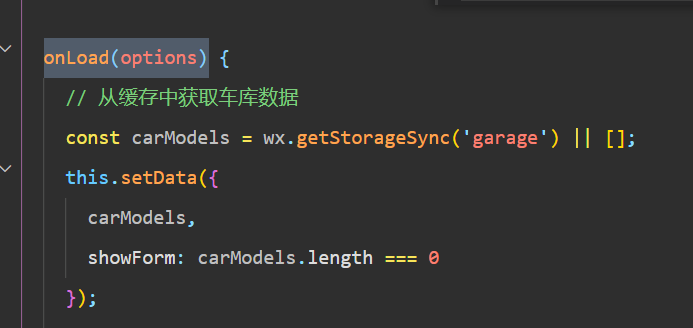 onLoad(options) {
// 从缓存中获取车库数据
const carModels = wx.getStorageSync('garage') || [];
this.setData({
carModels,
showForm: carModels.length === 0
});